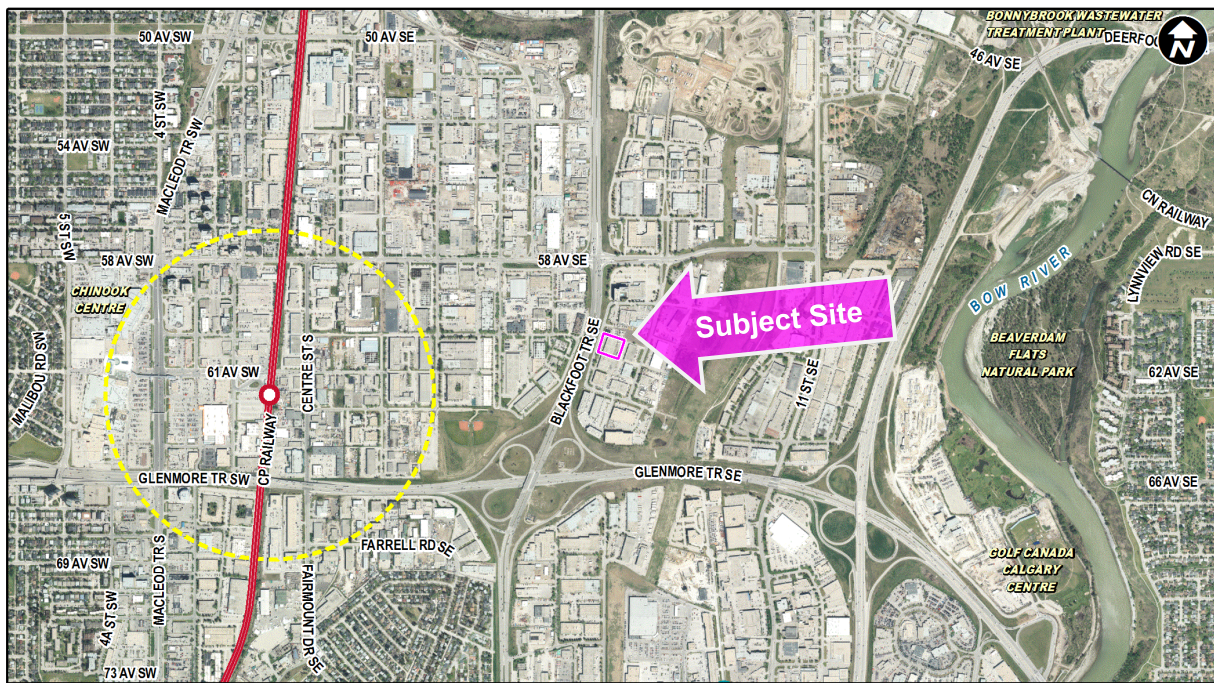 BONNYBROOK WASTEWATER
TREATMENT PLANT
DEERFO
N
50 AV SW
50 AV SE
46 AV SE
4 ST SW
MACLEOD TR SW
54 AV SW
CN RAILWAY
5 ST SW
58 AV SW
58 AV SE
LYNNVIEW RD SE
BOW RIVER
CHINOOK
CENTRE
Subject Site
MALIBOU RD SW
61 AV SW
CENTRE ST S
BLACKFOOT TR SE
11 ST SE
BEAVERDAM
FLATS
NATURAL PARK
62 AV SE
CP RAILWAY
GLENMORE TR SW
GLENMORE TR SE
66 AV SE
69 AV SW
MACLEOD TR S
FARRELL RD SE
GOLF CANADA
CALGARY
CENTRE
4A ST SW
FAIRMOUNT DR SE
73 AV SW